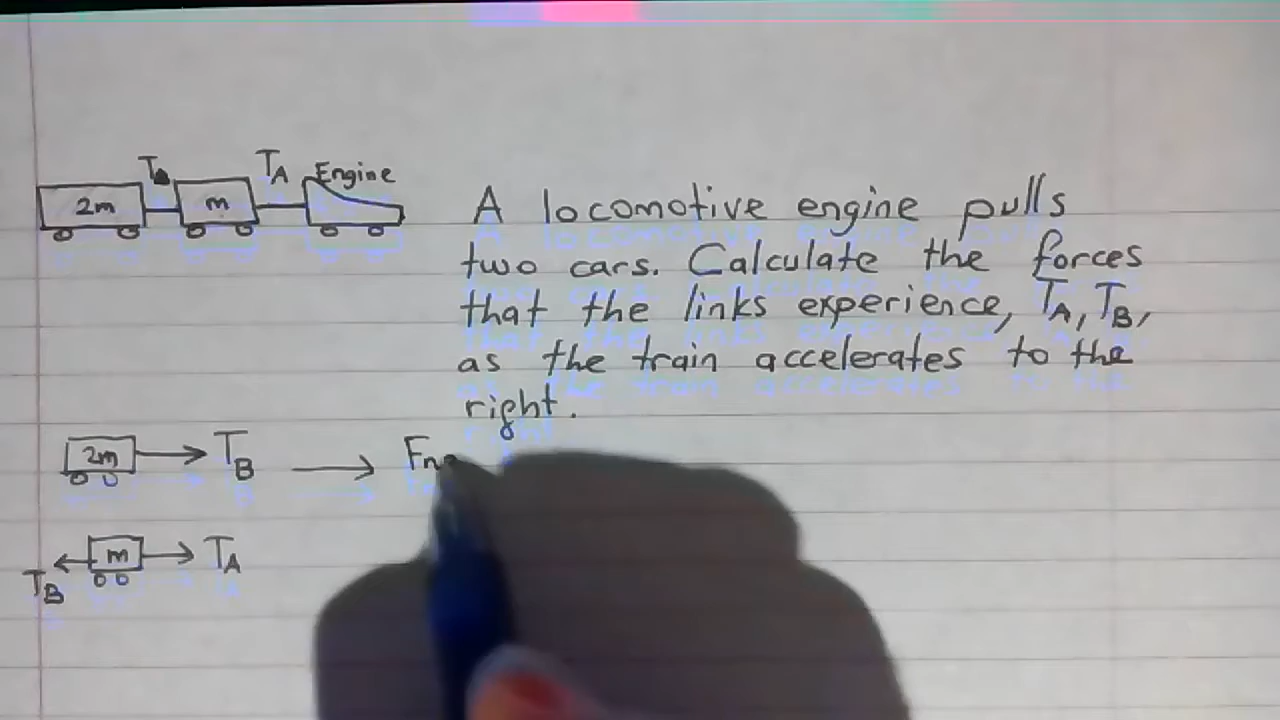 T_B T_A Engine
2m m
A locomotive engine pulls
two cars. Calculate the forces
that the links experience, T_A, T_B,
as the train accelerates to the
right.
2m T_B
m T_A
T_B